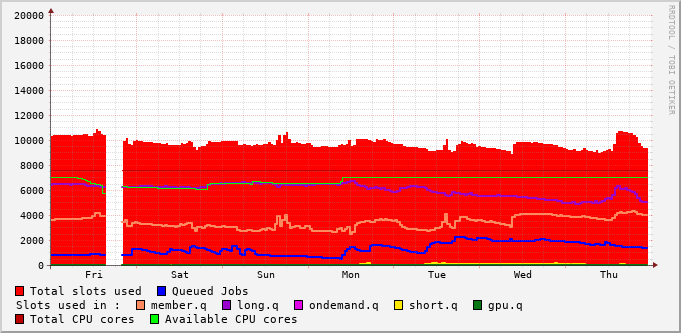 20000
18000
16000
14000
12000
10000
8000
6000
4000
2000
0
Fri Sat Sun Mon Tue Wed Thu
Total slots used Queued Jobs
Slots used in : member.q long.q ondemand.q short.q gpu.q
Total CPU cores Available CPU cores
RRDTOOL / TOBI OETIKER